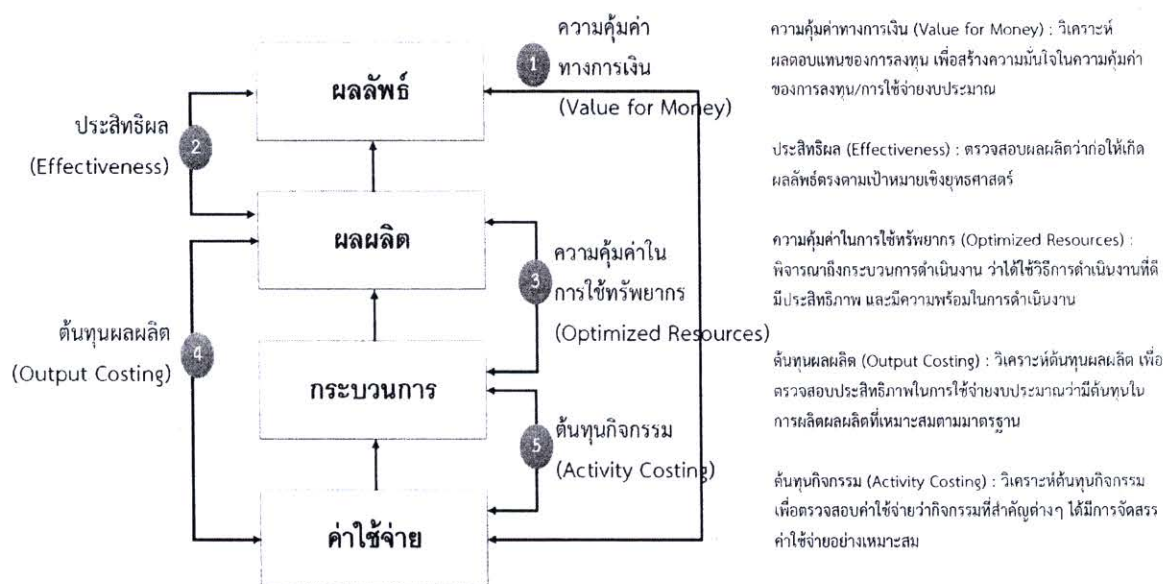 ความคุ้มค่า
ทางการเงิน
(Value for Money)
1
ผลลัพธ์
ประสิทธิผล
(Effectiveness)
2
ผลผลิต
ความคุ้มค่าใน
การใช้ทรัพยากร
(Optimized Resources)
3
ต้นทุนผลผลิต
(Output Costing)
4
กระบวนการ
ต้นทุนกิจกรรม
(Activity Costing)
5
ค่าใช้จ่าย
ความคุ้มค่าทางการเงิน (Value for Money) : วิเคราะห์
ผลตอบแทนของการลงทุน เพื่อสร้างความมั่นใจในความคุ้มค่า
ของการลงทุน/การใช้จ่ายงบประมาณ
ประสิทธิผล (Effectiveness) : ตรวจสอบผลผลิตว่าก่อให้เกิด
ผลลัพธ์ตรงตามเป้าหมายเชิงยุทธศาสตร์
ความคุ้มค่าในการใช้ทรัพยากร (Optimized Resources) :
พิจารณาถึงกระบวนการดำเนินงาน ว่าได้ใช้วิธีการดำเนินงานที่ดี
มีประสิทธิภาพ และมีความพร้อมในการดำเนินงาน
ต้นทุนผลผลิต (Output Costing) : วิเคราะห์ต้นทุนผลผลิต เพื่อ
ตรวจสอบประสิทธิภาพในการใช้จ่ายงบประมาณว่ามีต้นทุนใน
การผลิตผลผลิตที่เหมาะสมตามมาตรฐาน
ต้นทุนกิจกรรม (Activity Costing) : วิเคราะห์ต้นทุนกิจกรรม
เพื่อตรวจสอบค่าใช้จ่ายว่ากิจกรรมที่สำคัญต่างๆ ได้มีการจัดสรร
ค่าใช้จ่ายอย่างเหมาะสม